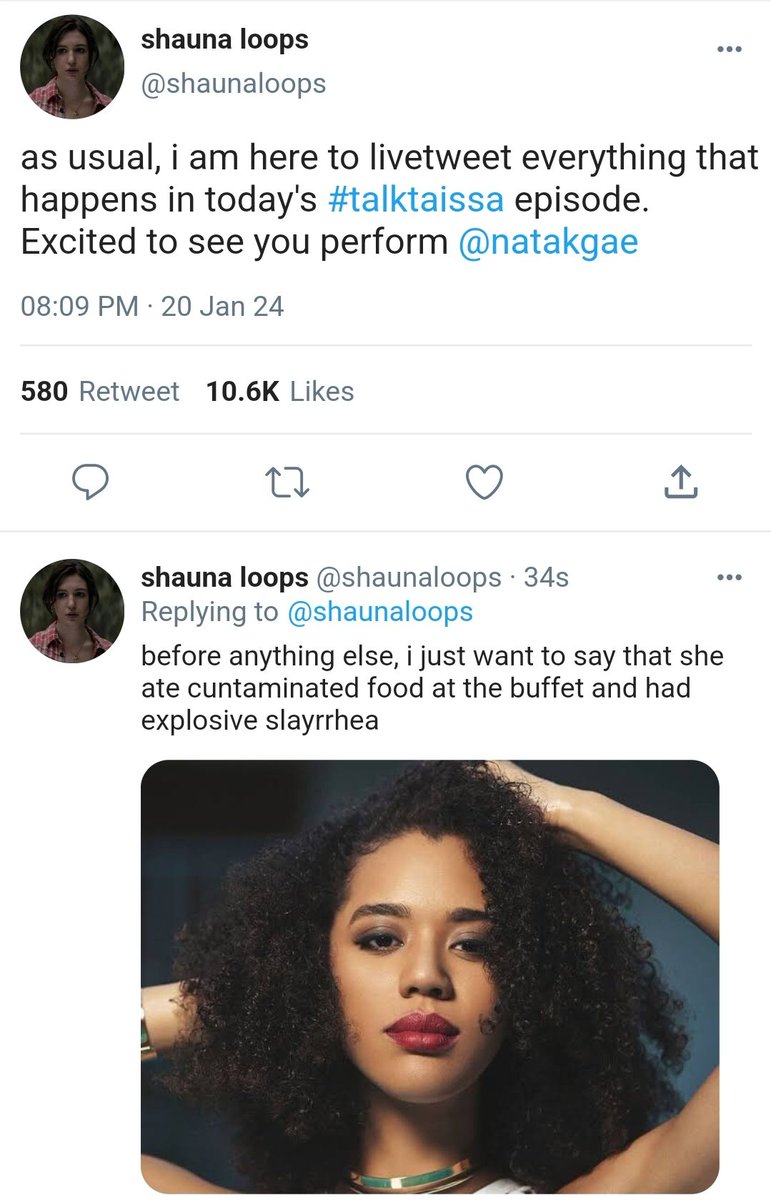 shauna loops
@shaunaloops
as usual, i am here to livetweet everything that
happens in today's #talktaissa episode.
Excited to see you perform @natakgae
08:09 PM · 20 Jan 24
580 Retweet 10.6K Likes
shauna loops @shaunaloops · 34s
Replying to @shaunaloops
before anything else, i just want to say that she
ate cuntaminated food at the buffet and had
explosive slayrrhea